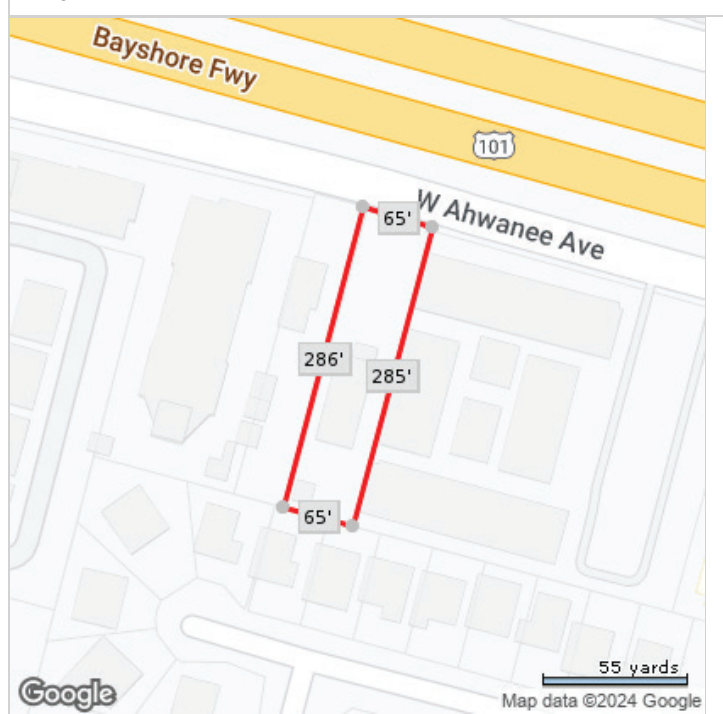 Bayshore Fwy
101
W Ahwanee Ave
65'
286'
285'
65'
55 yards
Google
Map data ©2024 Google